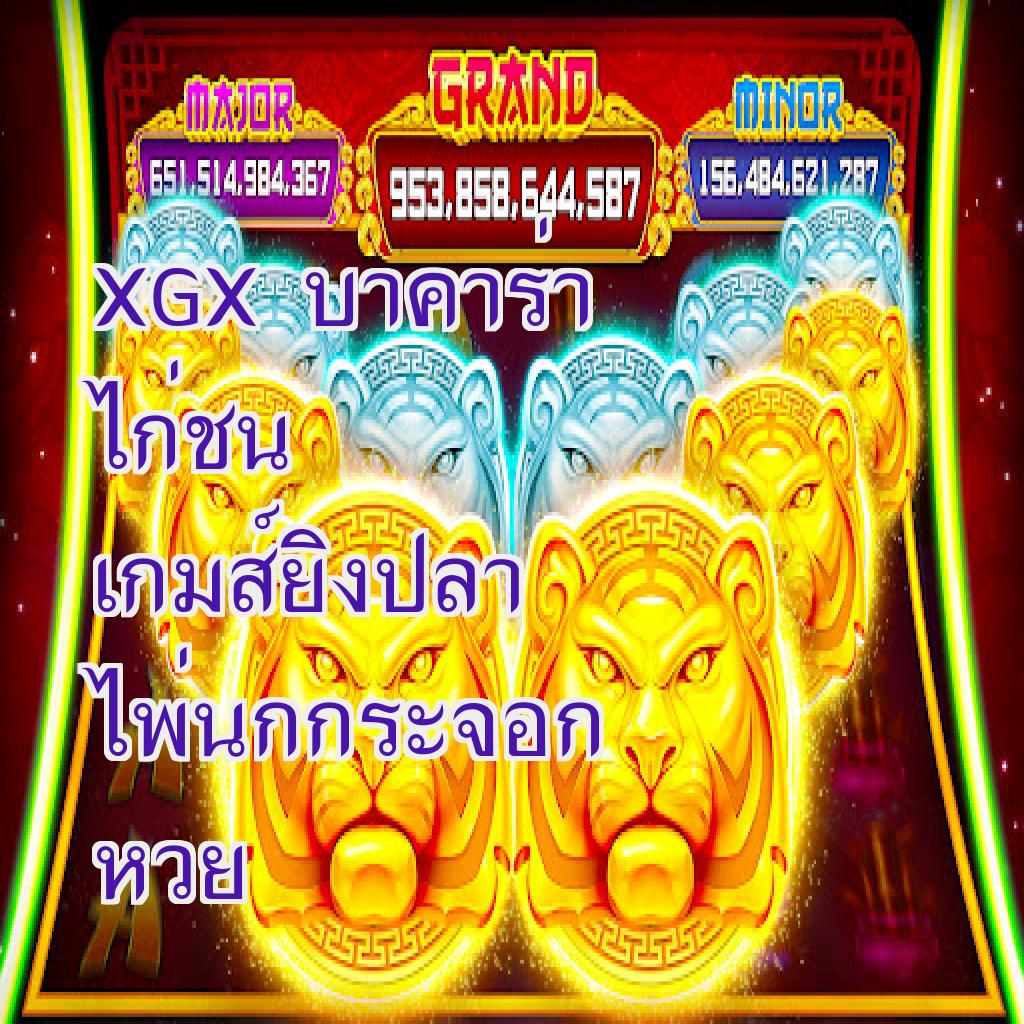 MAJOR GRAND MINOR
651,514,984,367 953,858,644,587 156,484,621,287
XGX บาคาร่า
ไก่ชน
เกมส์ยิงปลา
ไพ่นกกระจอก
หวย